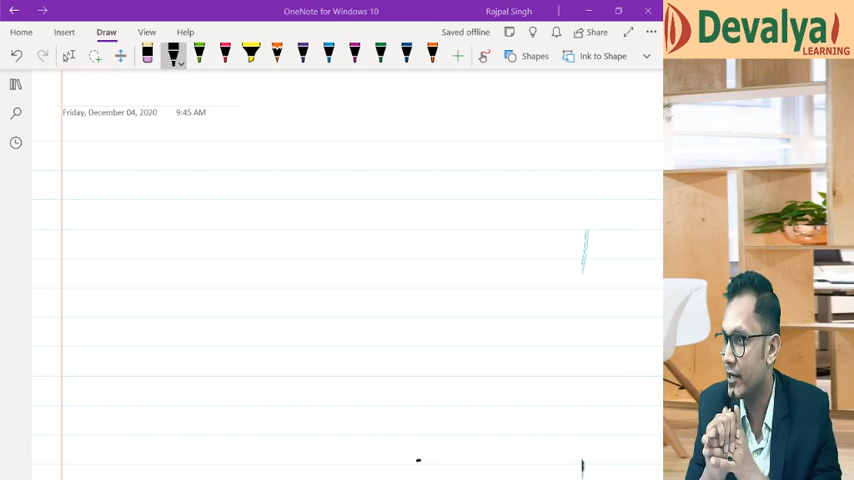 OneNote for Windows 10 Rajpal Singh
Devalya
LEARNING
Home Insert Draw View Help Saved offline Share
Shapes Ink to Shape
Friday, December 04, 2020 9:45 AM